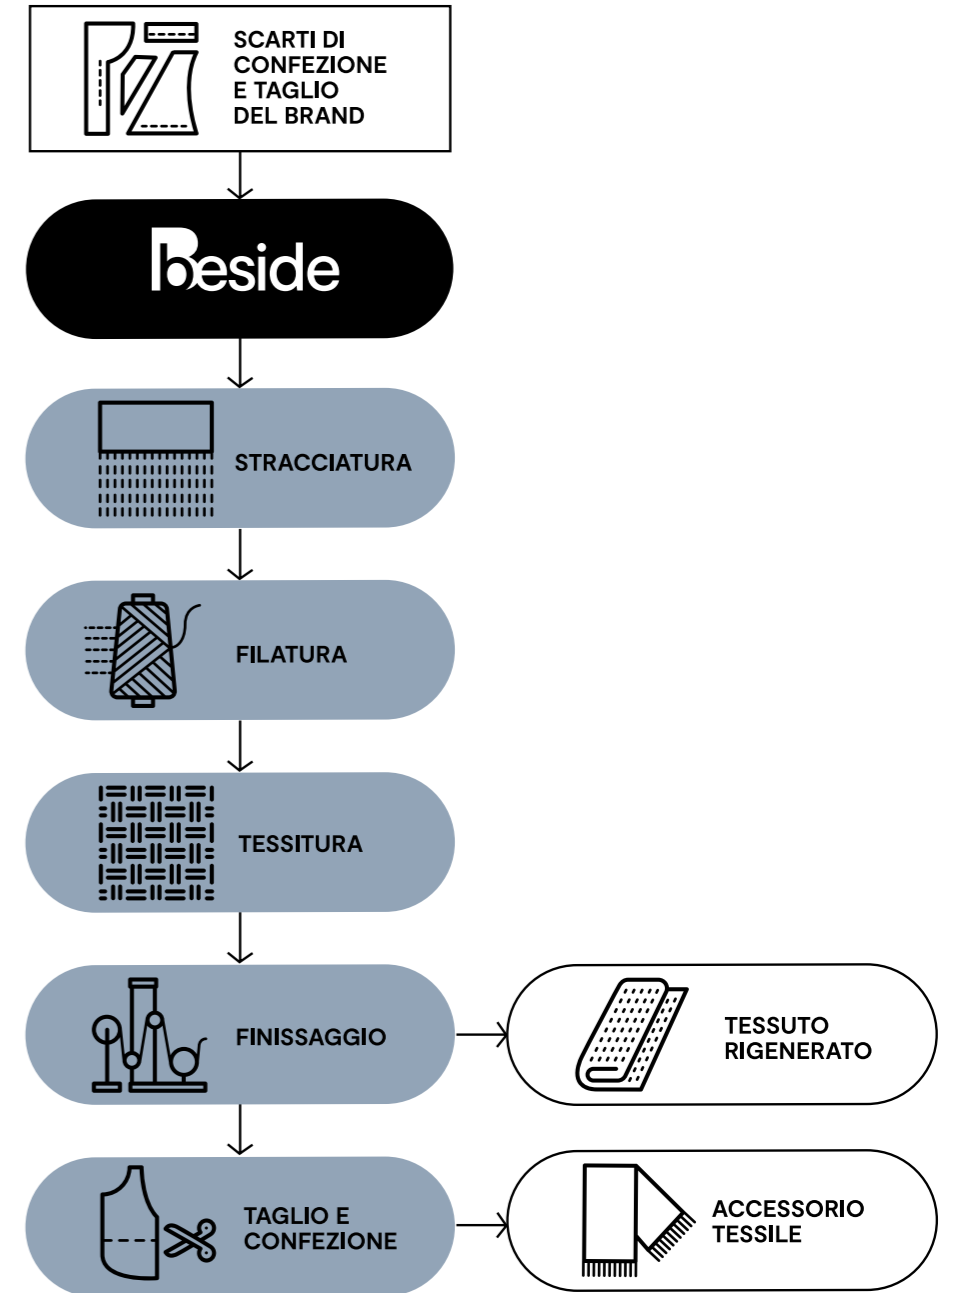 SCARTI DI
CONFEZIONE
E TAGLIO
DEL BRAND
Beside
STRACCIATURA
FILATURA
TESSITURA
FINISSAGGIO
TESSUTO
RIGENERATO
TAGLIO E
CONFEZIONE
ACCESSORIO
TESSILE